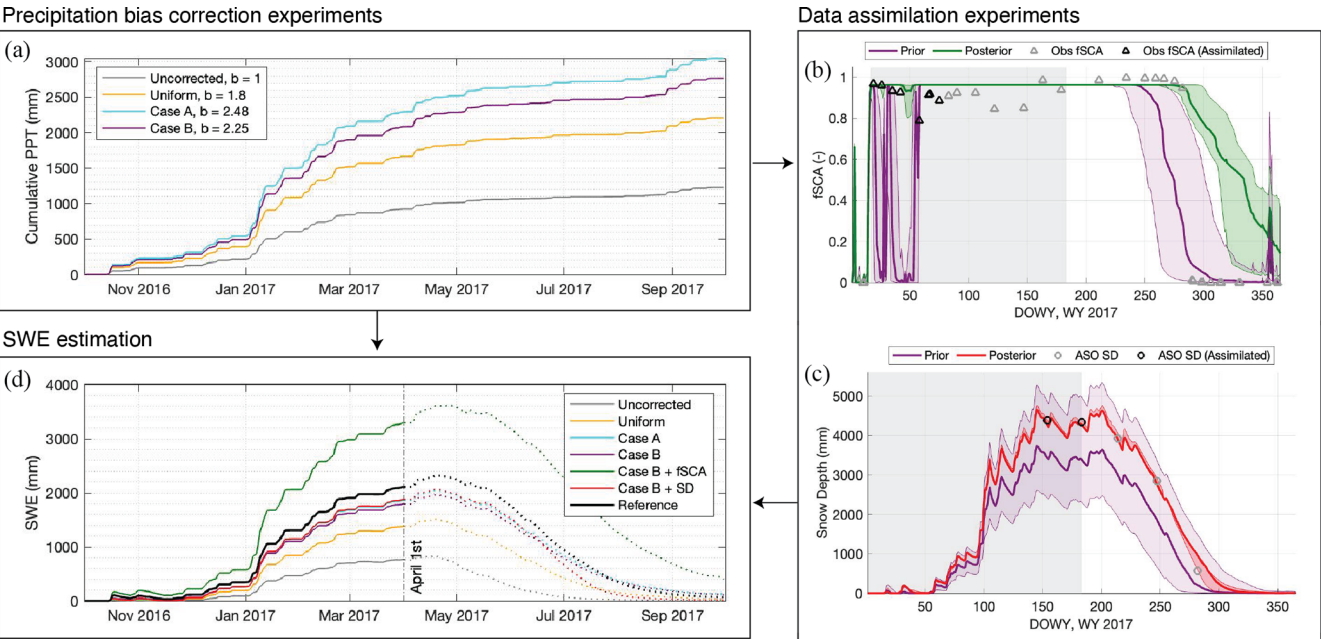 Precipitation bias correction experiments
(a)
3000
2500
2000
1500
1000
500
0
Cumulative PPT (mm)
Uncorrected, b = 1
Uniform, b = 1.8
Case A, b = 2.48
Case B, b = 2.25
Nov 2016 Jan 2017 Mar 2017 May 2017 Jul 2017 Sep 2017
Data assimilation experiments
Prior Posterior Obs fSCA Obs fSCA (Assimilated)
(b)
1
0.8
0.6
0.4
0.2
0
fSCA (-)
50 100 150 200 250 300 350
DOWY, WY 2017
Prior Posterior ASO SD ASO SD (Assimilated)
(c)
5000
4000
3000
2000
1000
0
Snow Depth (mm)
50 100 150 200 250 300 350
DOWY, WY 2017
SWE estimation
(d)
4000
3000
2000
1000
0
SWE (mm)
Uncorrected
Uniform
Case A
Case B
Case B + fSCA
Case B + SD
Reference
April 1st
Nov 2016 Jan 2017 Mar 2017 May 2017 Jul 2017 Sep 2017